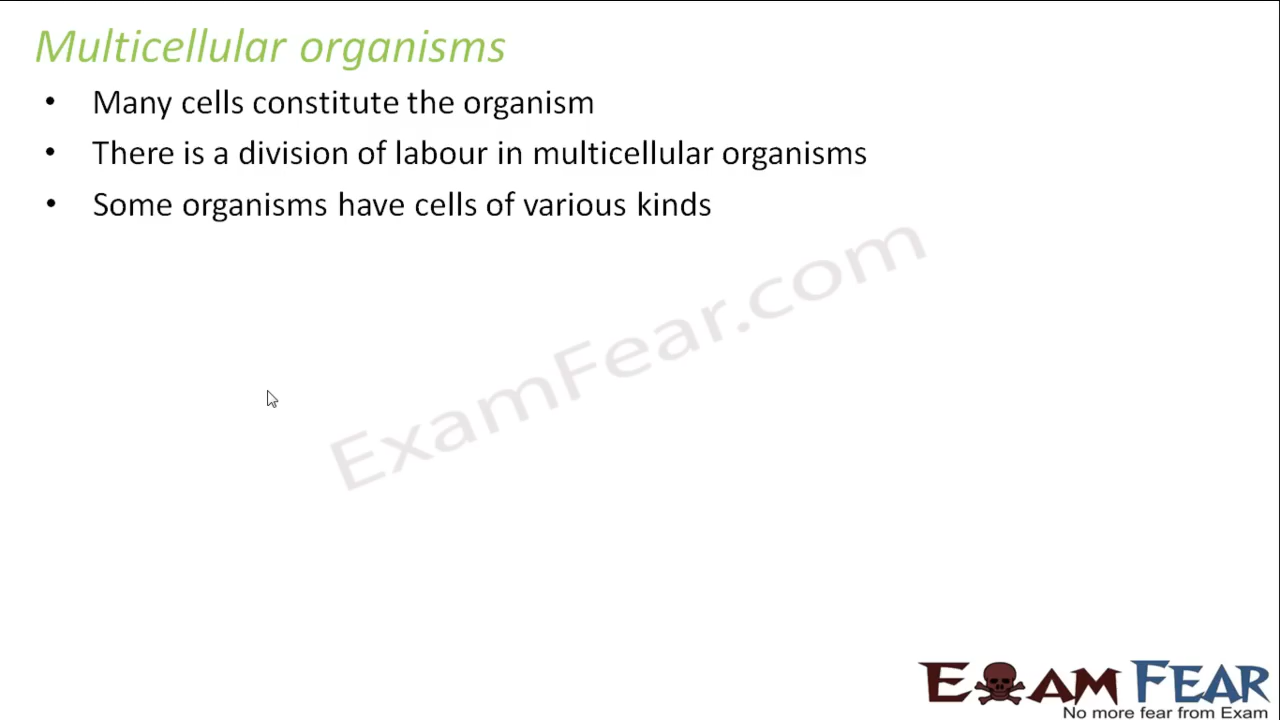 Multicellular organisms
• Many cells constitute the organism
• There is a division of labour in multicellular organisms
• Some organisms have cells of various kinds
ExamFear.com
EXAM FEAR
No more fear from Exam